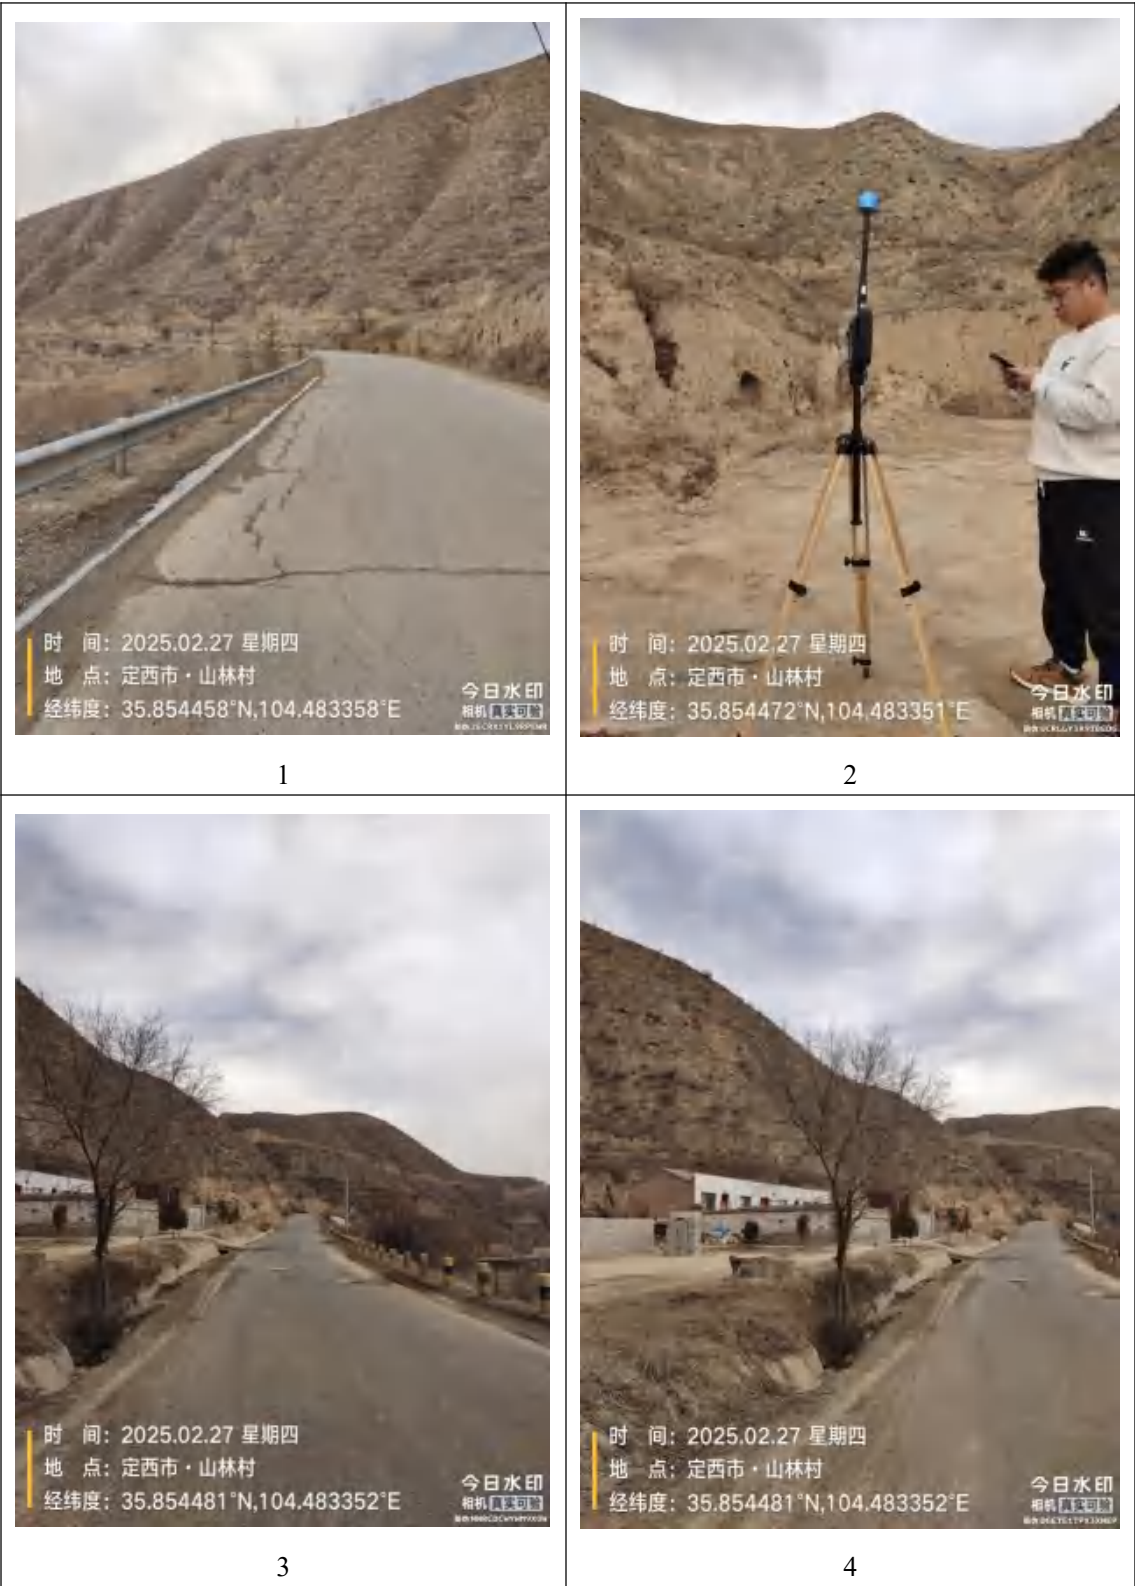 时 间：2025.02.27 星期四
地 点：定西市·山林村
经纬度：35.854458°N,104.483358°E
今日水印
相机真实可验
1
时 间：2025.02.27 星期四
地 点：定西市·山林村
经纬度：35.854472°N,104.483351°E
今日水印
相机真实可验
2
时 间：2025.02.27 星期四
地 点：定西市·山林村
经纬度：35.854481°N,104.483352°E
今日水印
相机真实可验
3
时 间：2025.02.27 星期四
地 点：定西市·山林村
经纬度：35.854481°N,104.483352°E
今日水印
相机真实可验
4